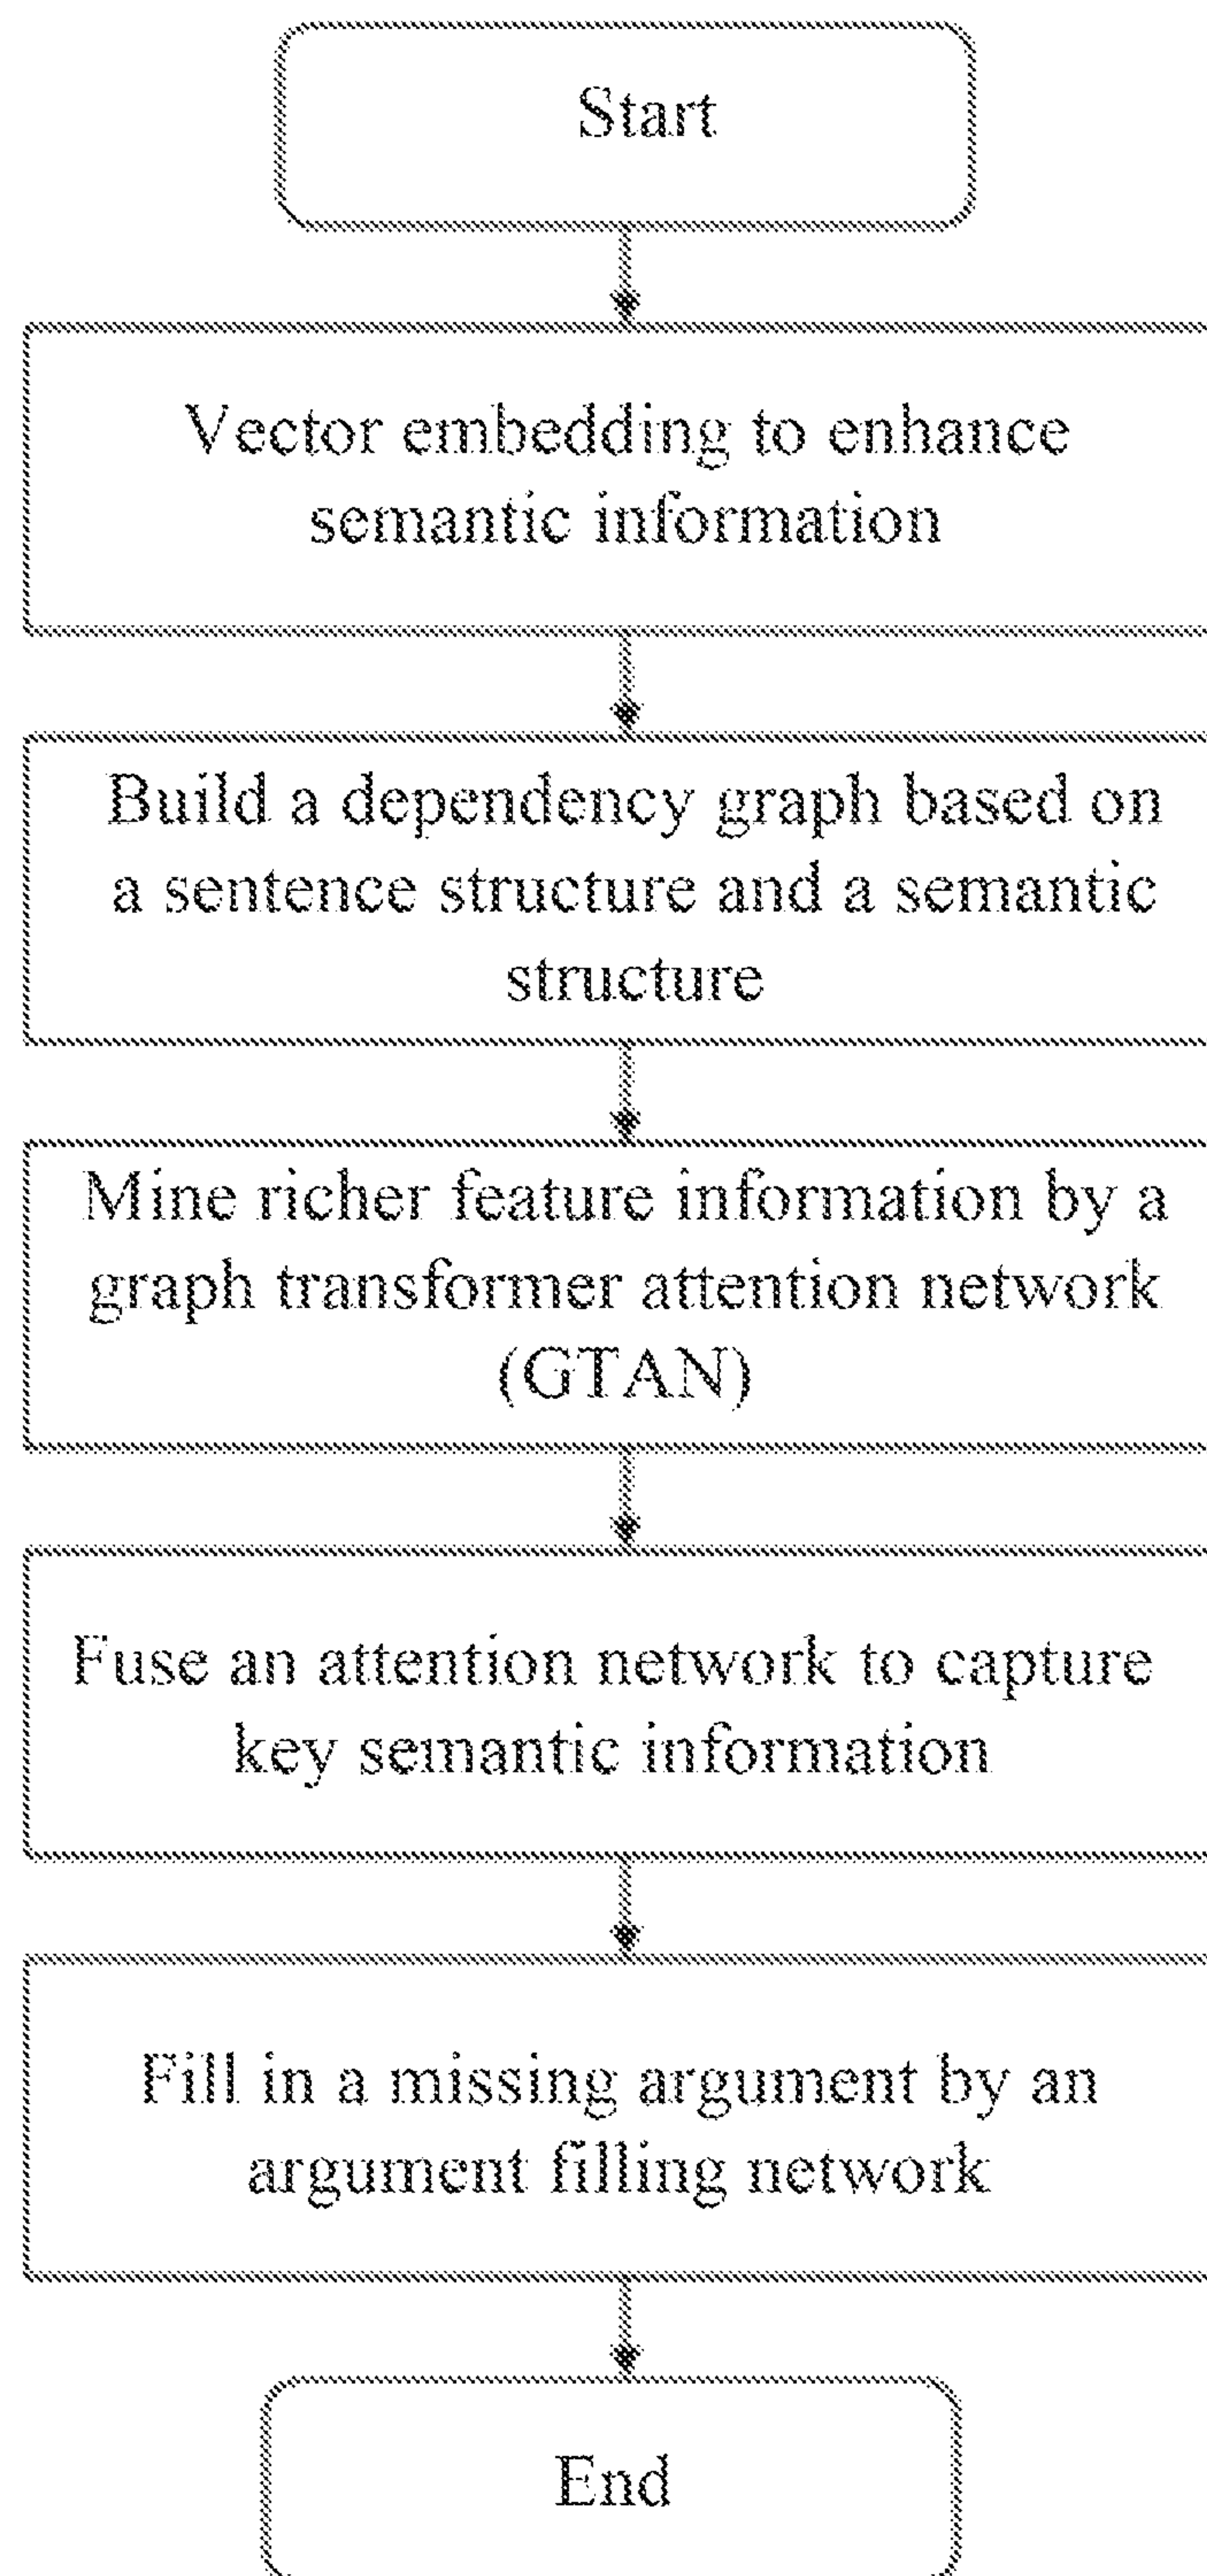 Start
Vector embedding to enhance
semantic information
Build a dependency graph based on
a sentence structure and a semantic
structure
Mine richer feature information by a
graph transformer attention network
(GTAN)
Fuse an attention network to capture
key semantic information
Fill in a missing argument by an
argument filling network
End